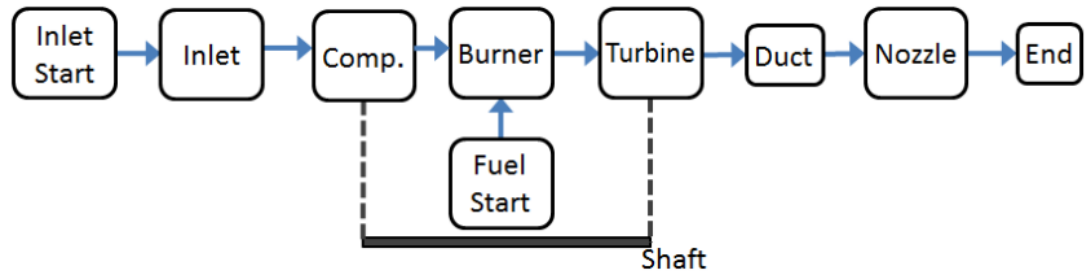 Inlet
Start
Inlet
Comp.
Burner
Turbine
Duct
Nozzle
End
Fuel
Start
Shaft